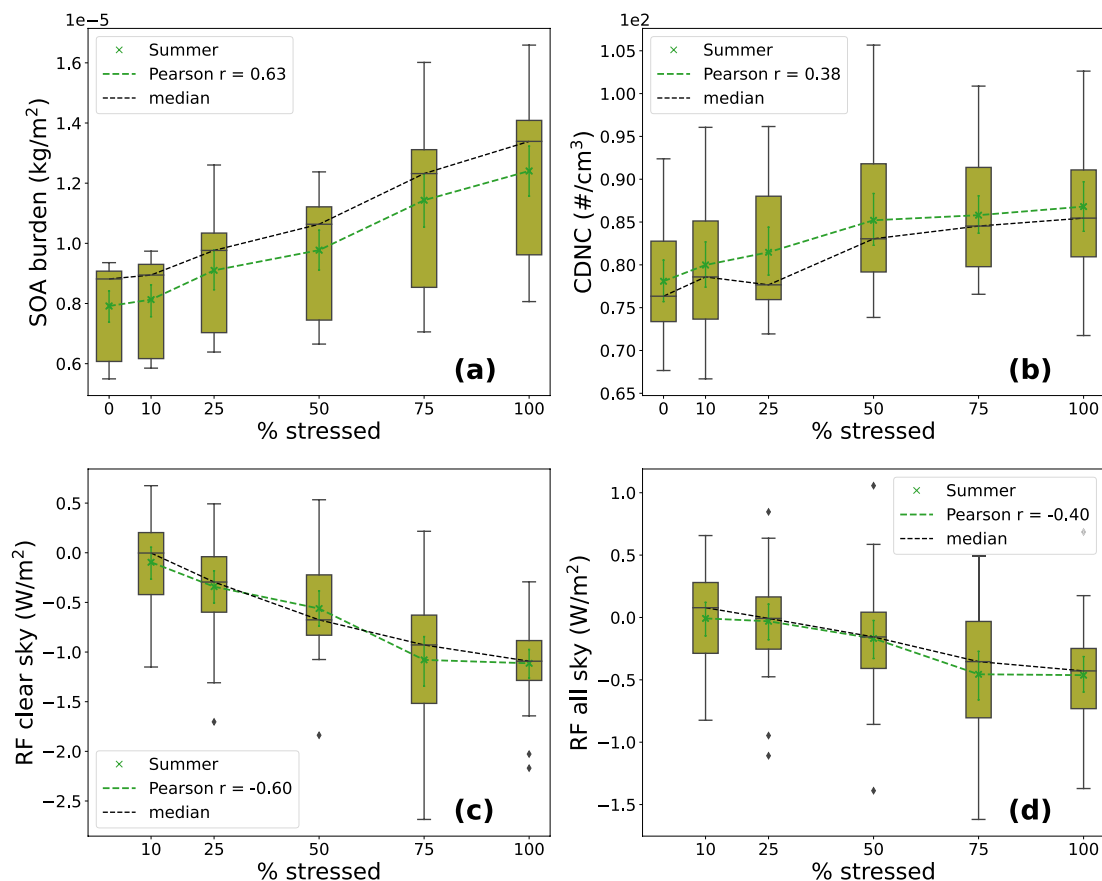 1e−5
SOA burden (kg/m²)
1.6
1.4
1.2
1.0
0.8
0.6
Summer
Pearson r = 0.63
median
(a)
0 10 25 50 75 100
% stressed
1e2
CDNC (#/cm³)
1.05
1.00
0.95
0.90
0.85
0.80
0.75
0.70
0.65
Summer
Pearson r = 0.38
median
(b)
0 10 25 50 75 100
% stressed
RF clear sky (W/m²)
0.5
0.0
−0.5
−1.0
−1.5
−2.0
−2.5
Summer
Pearson r = -0.60
median
(c)
10 25 50 75 100
% stressed
RF all sky (W/m²)
1.0
0.5
0.0
−0.5
−1.0
−1.5
Summer
Pearson r = -0.40
median
(d)
10 25 50 75 100
% stressed